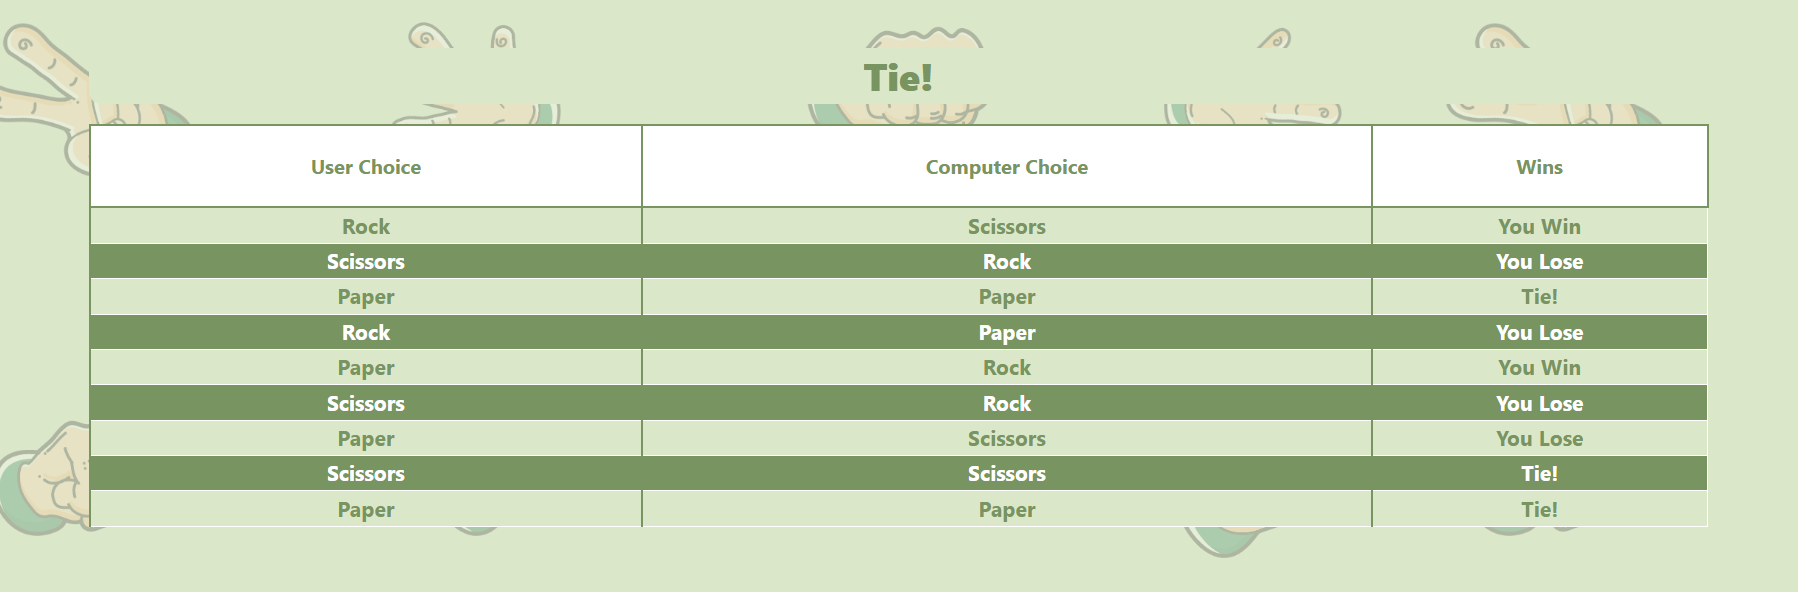 Tie!
User Choice Computer Choice Wins
Rock Scissors You Win
Scissors Rock You Lose
Paper Paper Tie!
Rock Paper You Lose
Paper Rock You Win
Scissors Rock You Lose
Paper Scissors You Lose
Scissors Scissors Tie!
Paper Paper Tie!